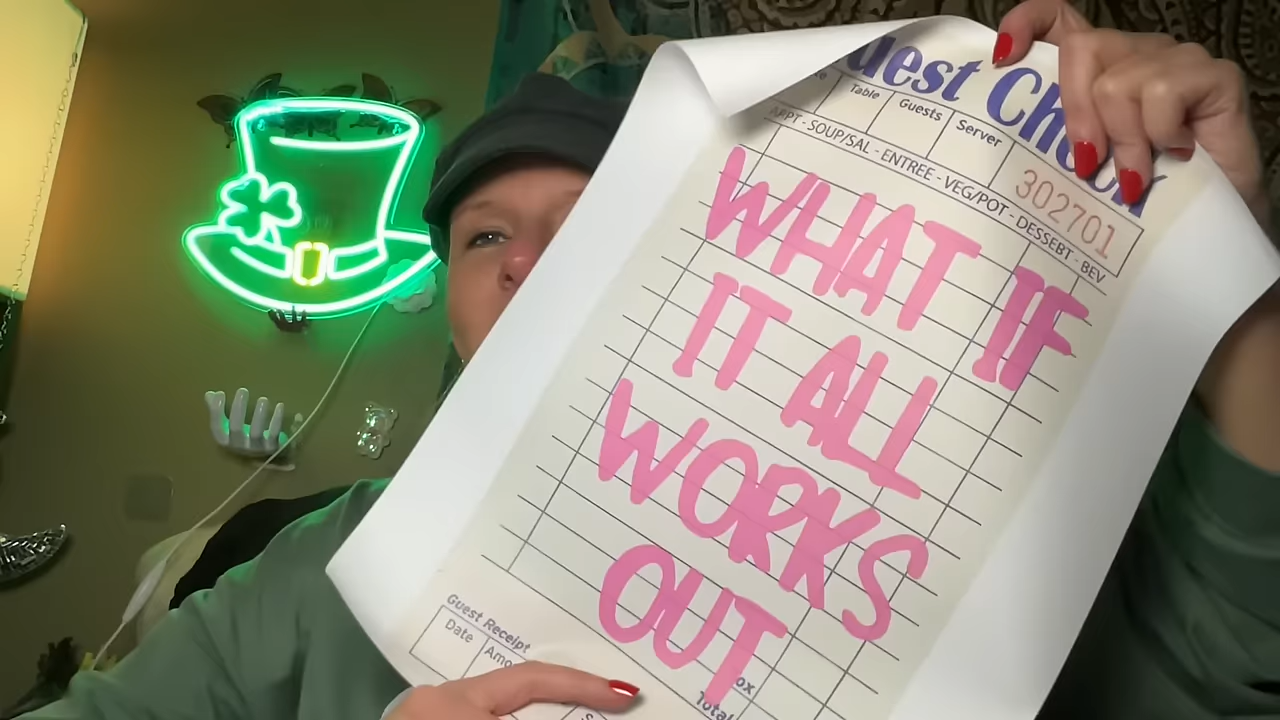 uest Check
Table Guests Server
302701
APPT - SOUP/SAL - ENTREE - VEG/POT - DESSEBT - BEV
WHAT IF
IT ALL
WORKS
OUT
Guest Receipt
Date
Total